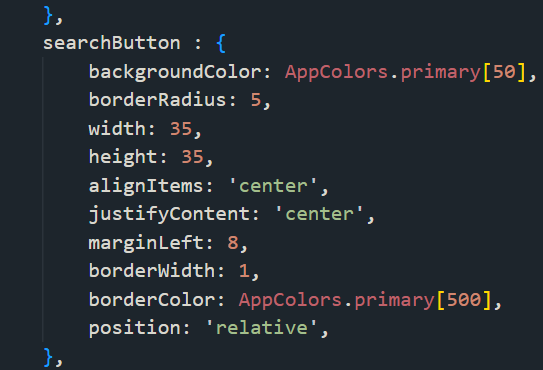 },
searchButton : {
backgroundColor: AppColors.primary[50],
borderRadius: 5,
width: 35,
height: 35,
alignItems: 'center',
justifyContent: 'center',
marginLeft: 8,
borderWidth: 1,
borderColor: AppColors.primary[500],
position: 'relative',
},